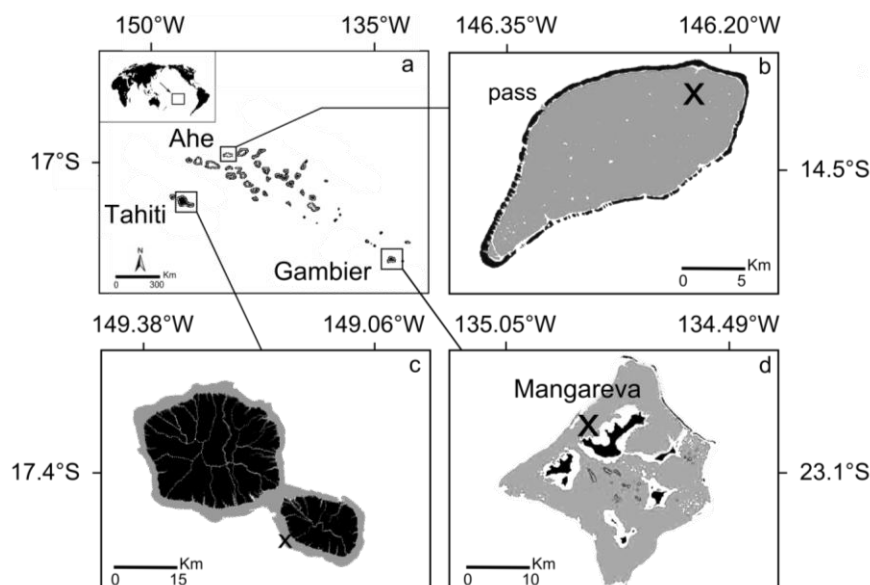 150°W 135°W 146.35°W 146.20°W
a
b
pass
X
Ahe
17°S
14.5°S
Tahiti
Gambier
N
Km
0 300
Km
0 5
149.38°W 149.06°W 135.05°W 134.49°W
c
d
Mangareva
X
17.4°S
23.1°S
X
Km
0 15
Km
0 10